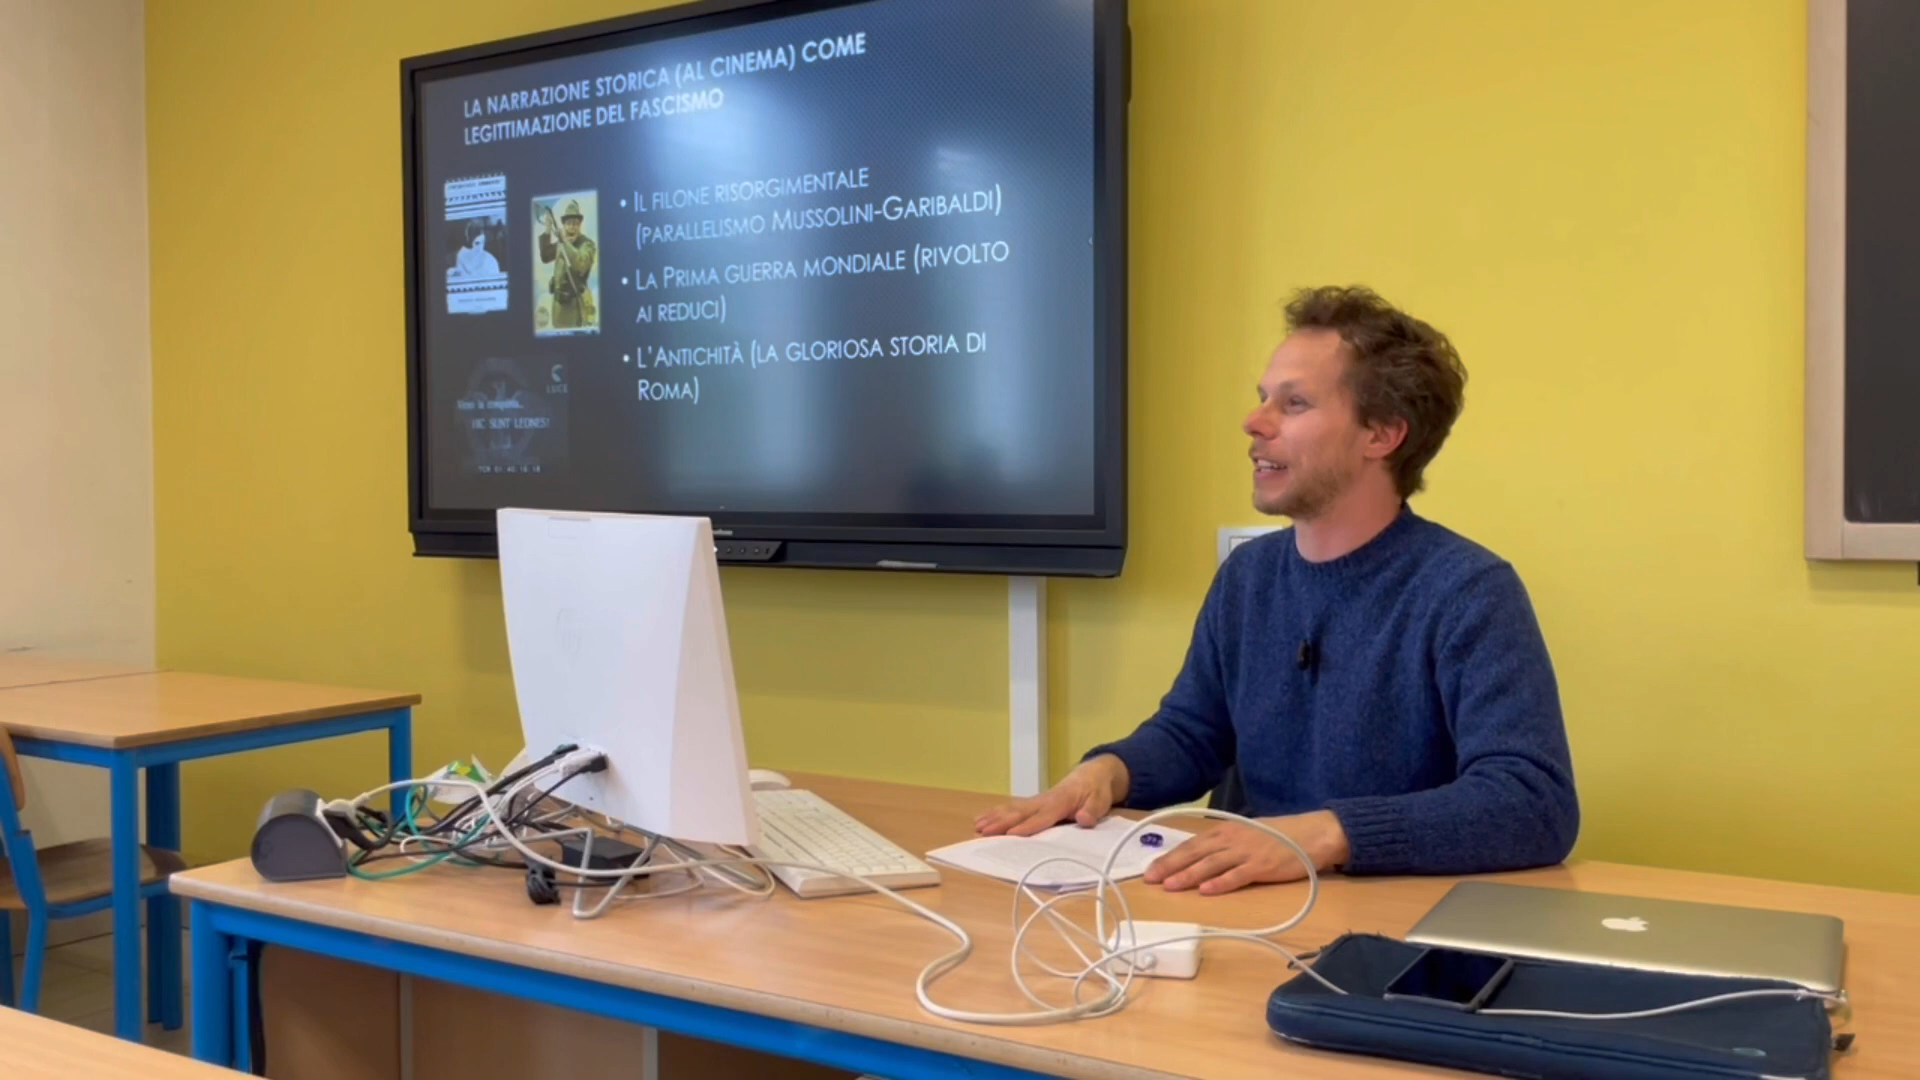 LA NARRAZIONE STORICA (AL CINEMA) COME
LEGITTIMAZIONE DEL FASCISMO
• IL FILONE RISORGIMENTALE
(PARALLELISMO MUSSOLINI-GARIBALDI)
• LA PRIMA GUERRA MONDIALE (RIVOLTO
AI REDUCI)
• L'ANTICHITÀ (LA GLORIOSA STORIA DI
ROMA)
LUCE
HIC SUNT LEONES!